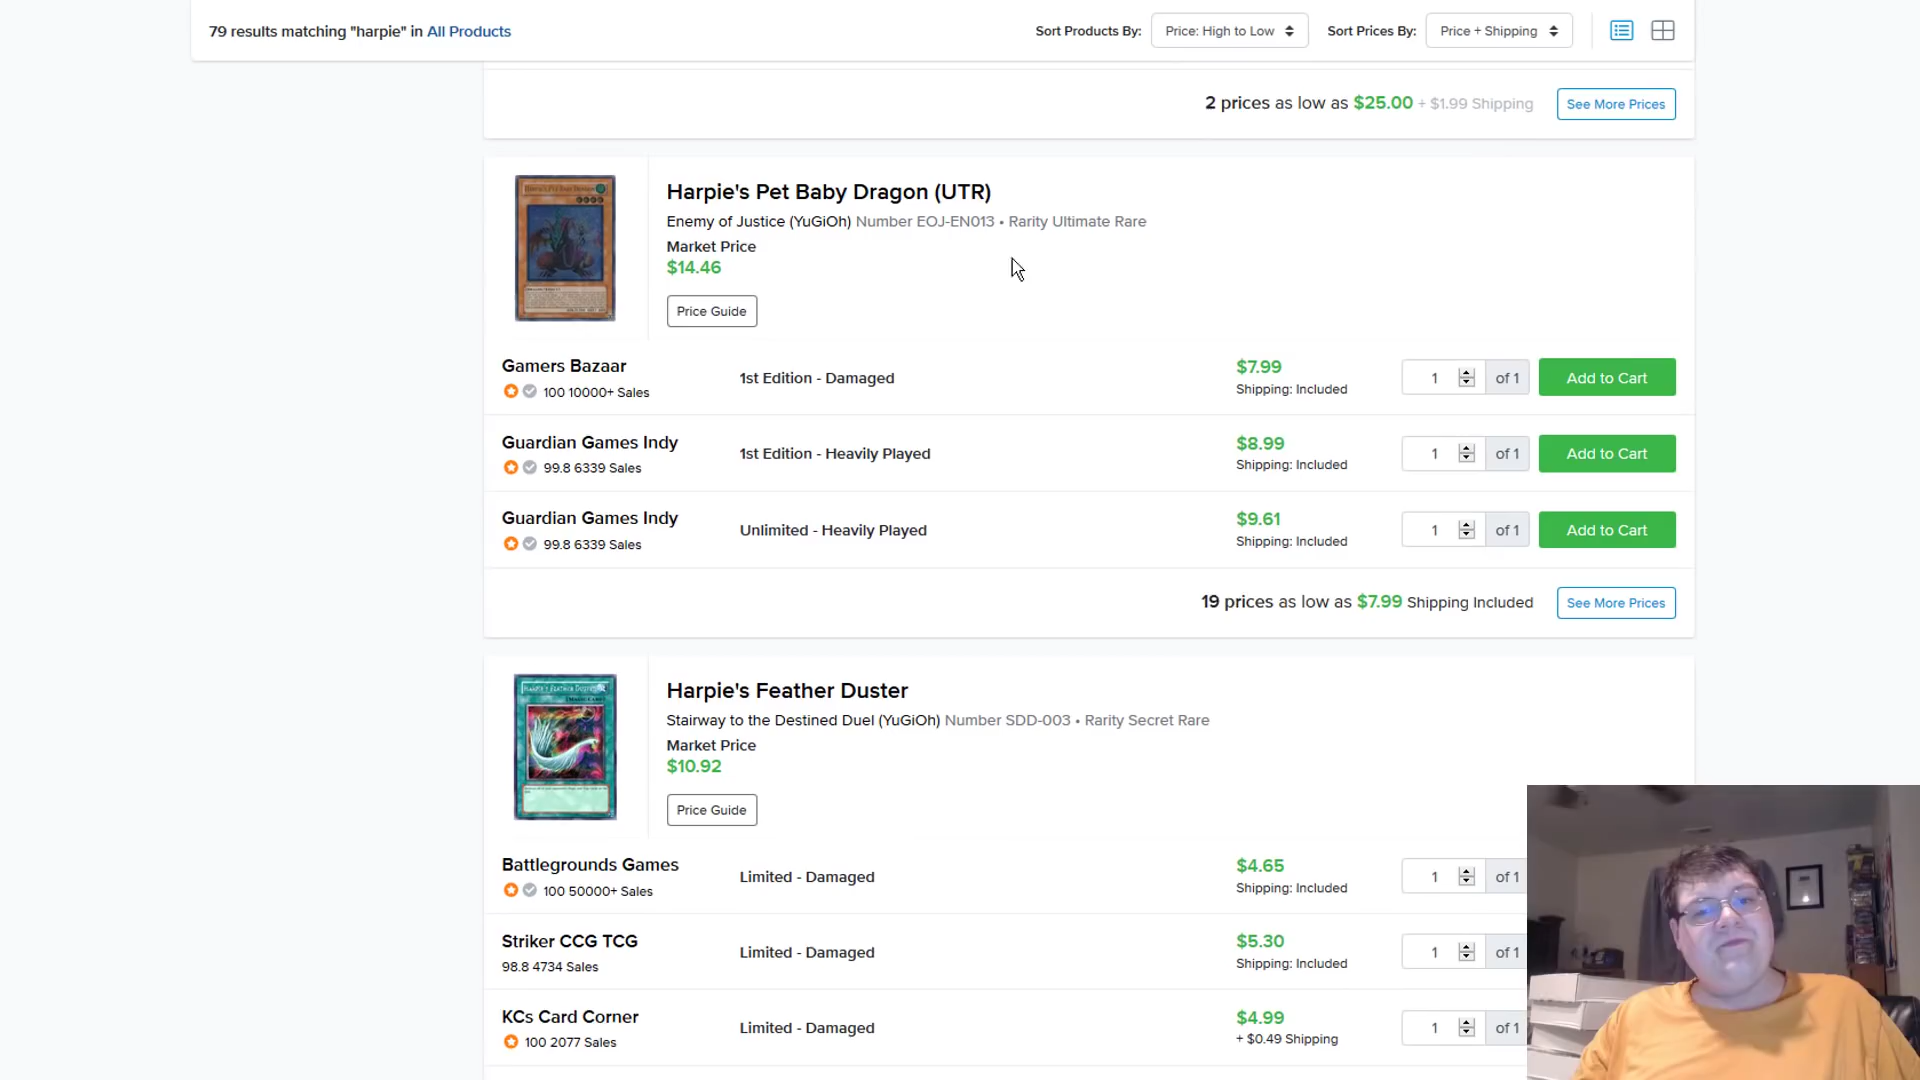 79 results matching "harpie" in All Products
Sort Products By: Price: High to Low
Sort Prices By: Price + Shipping
2 prices as low as $25.00 + $1.99 Shipping
See More Prices
Harpie's Pet Baby Dragon (UTR)
Enemy of Justice (YuGiOh) Number EOJ-EN013 • Rarity Ultimate Rare
Market Price
$14.46
Price Guide
Gamers Bazaar
100 10000+ Sales
1st Edition - Damaged
$7.99
Shipping: Included
1 of 1
Add to Cart
Guardian Games Indy
99.8 6339 Sales
1st Edition - Heavily Played
$8.99
Shipping: Included
1 of 1
Add to Cart
Guardian Games Indy
99.8 6339 Sales
Unlimited - Heavily Played
$9.61
Shipping: Included
1 of 1
Add to Cart
19 prices as low as $7.99 Shipping Included
See More Prices
HARPIE'S FEATHER DUSTER
Harpie's Feather Duster
Stairway to the Destined Duel (YuGiOh) Number SDD-003 • Rarity Secret Rare
Market Price
$10.92
Price Guide
Battlegrounds Games
100 50000+ Sales
Limited - Damaged
$4.65
Shipping: Included
1 of 1
Striker CCG TCG
98.8 4734 Sales
Limited - Damaged
$5.30
Shipping: Included
1 of 1
KCs Card Corner
100 2077 Sales
Limited - Damaged
$4.99
+ $0.49 Shipping
1 of 1